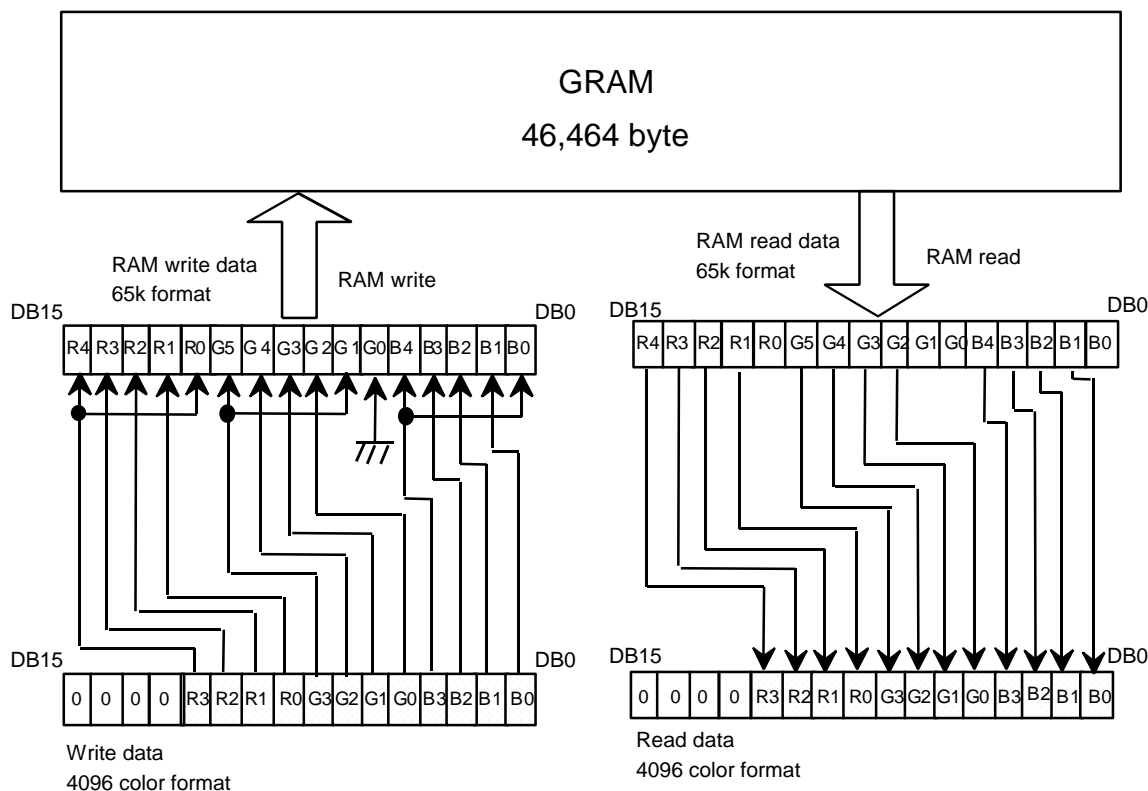 GRAM
46,464 byte
RAM write data
65k format
RAM write
RAM read data
65k format
RAM read
DB15
DB0
R4 R3 R2 R1 R0 G5 G4 G3 G2 G1 G0 B4 B3 B2 B1 B0
DB15
DB0
R4 R3 R2 R1 R0 G5 G4 G3 G2 G1 G0 B4 B3 B2 B1 B0
DB15
DB0
0 0 0 0 R3 R2 R1 R0 G3 G2 G1 G0 B3 B2 B1 B0
Write data
4096 color format
DB15
DB0
0 0 0 0 R3 R2 R1 R0 G3 G2 G1 G0 B3 B2 B1 B0
Read data
4096 color format